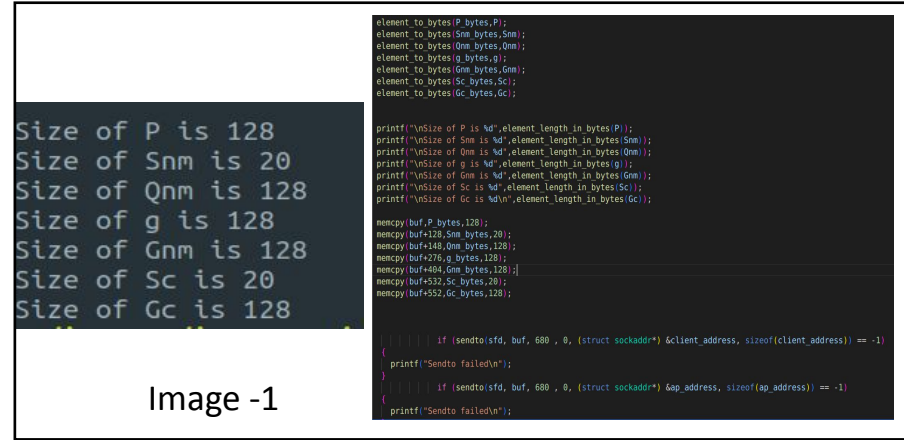 Size of P is 128
Size of Snm is 20
Size of Qnm is 128
Size of g is 128
Size of Gnm is 128
Size of Sc is 20
Size of Gc is 128
Image -1
element_to_bytes(P_bytes,P);
element_to_bytes(Snm_bytes,Snm);
element_to_bytes(Qnm_bytes,Qnm);
element_to_bytes(g_bytes,g);
element_to_bytes(Gnm_bytes,Gnm);
element_to_bytes(Sc_bytes,Sc);
element_to_bytes(Gc_bytes,Gc);
printf("\nSize of P is %d",element_length_in_bytes(P));
printf("\nSize of Snm is %d",element_length_in_bytes(Snm));
printf("\nSize of Qnm is %d",element_length_in_bytes(Qnm));
printf("\nSize of g is %d",element_length_in_bytes(g));
printf("\nSize of Gnm is %d",element_length_in_bytes(Gnm));
printf("\nSize of Sc is %d",element_length_in_bytes(Sc));
printf("\nSize of Gc is %d\n",element_length_in_bytes(Gc));
memcpy(buf,P_bytes,128);
memcpy(buf+128,Snm_bytes,20);
memcpy(buf+148,Qnm_bytes,128);
memcpy(buf+276,g_bytes,128);
memcpy(buf+404,Gnm_bytes,128);
memcpy(buf+532,Sc_bytes,20);
memcpy(buf+552,Gc_bytes,128);
if (sendto(sfd, buf, 680 , 0, (struct sockaddr*) &client_address, sizeof(client_address)) == -1)
{
printf("Sendto failed\n");
}
if (sendto(sfd, buf, 680 , 0, (struct sockaddr*) &ap_address, sizeof(ap_address)) == -1)
{
printf("Sendto failed\n");